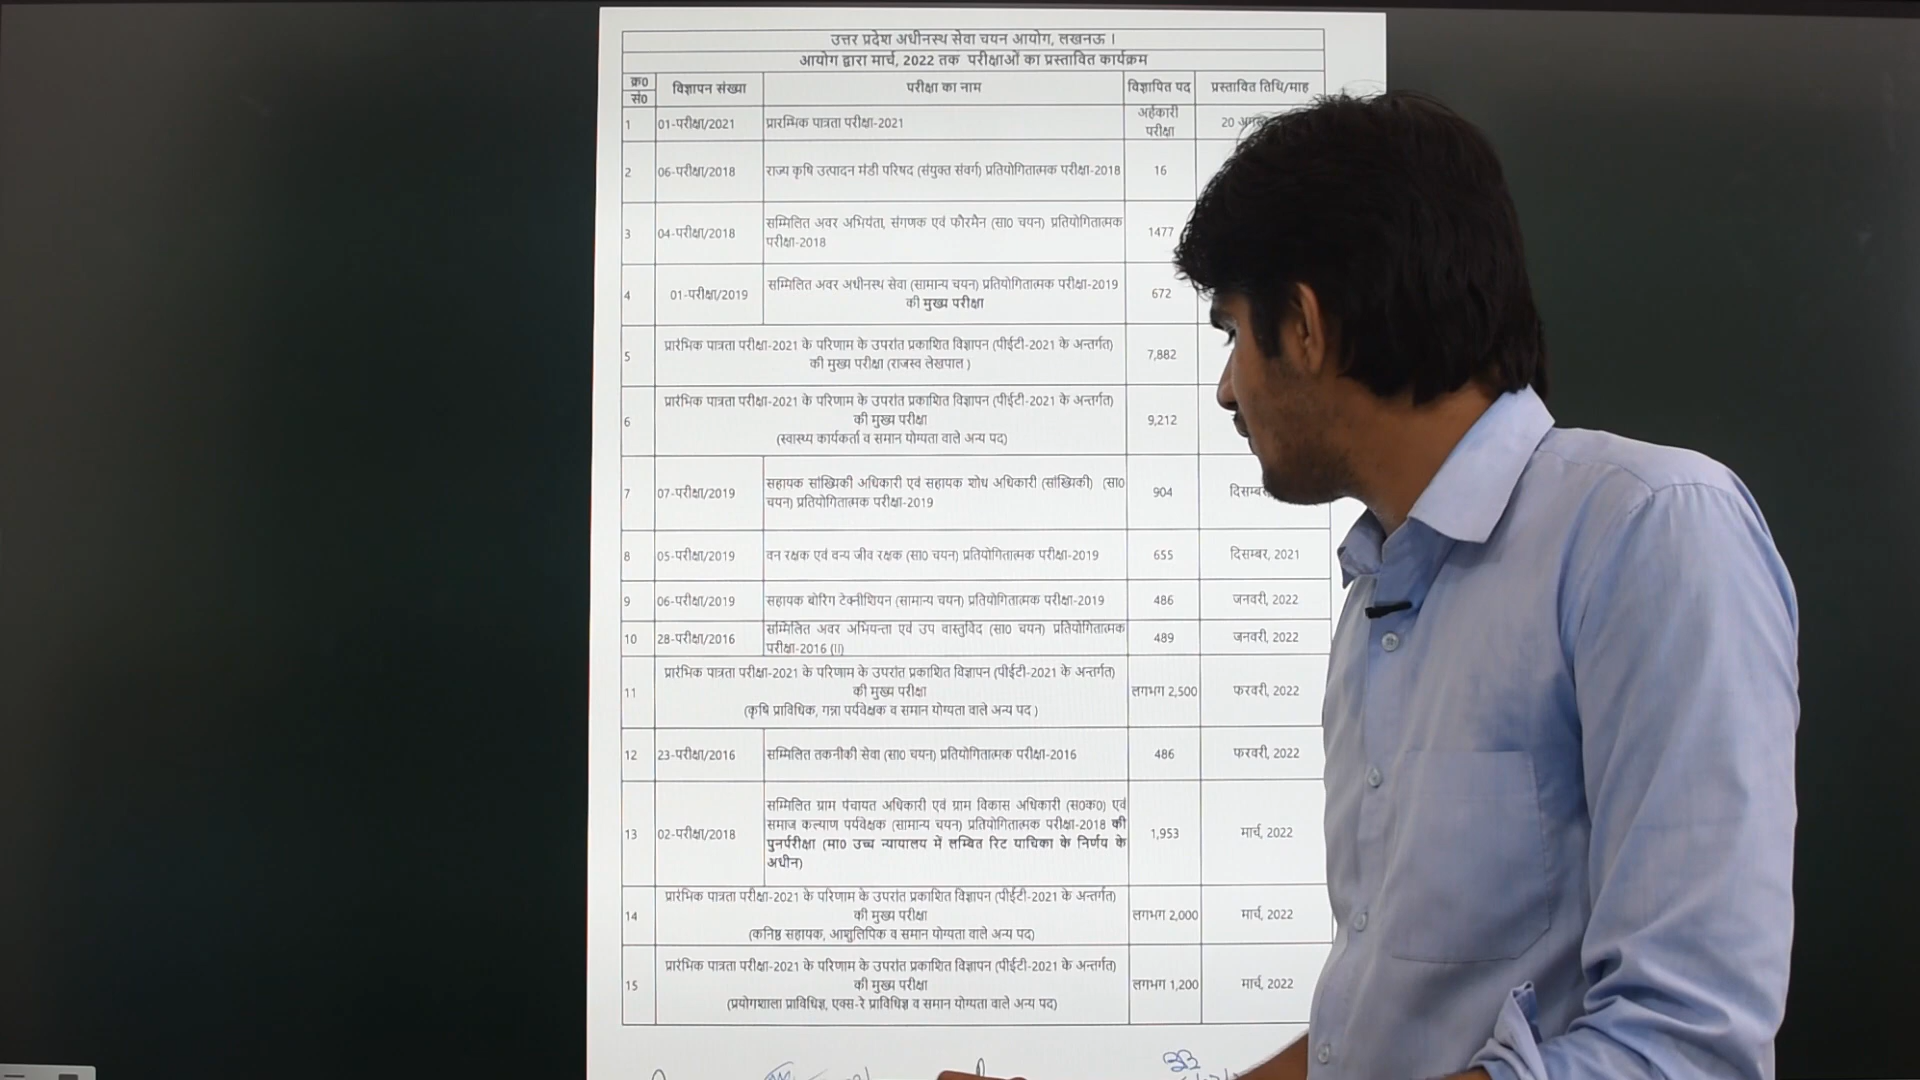 उत्तर प्रदेश अधीनस्थ सेवा चयन आयोग, लखनऊ ।
आयोग द्वारा मार्च, 2022 तक परीक्षाओं का प्रस्तावित कार्यक्रम
क्र0
सं0
विज्ञापन संख्या
परीक्षा का नाम
विज्ञापित पद
प्रस्तावित तिथि/माह
1
01-परीक्षा/2021
प्रारम्भिक पात्रता परीक्षा-2021
अर्हकारी
परीक्षा
20
2
06-परीक्षा/2018
राज्य कृषि उत्पादन मंडी परिषद (संयुक्त संवर्ग) प्रतियोगितात्मक परीक्षा-2018
16
3
04-परीक्षा/2018
सम्मिलित अवर अभियंता, संगणक एवं फौरमैन (सा0 चयन) प्रतियोगितात्मक
परीक्षा-2018
1477
4
01-परीक्षा/2019
सम्मिलित अवर अधीनस्थ सेवा (सामान्य चयन) प्रतियोगितात्मक परीक्षा-2019
की मुख्य परीक्षा
672
5
प्रारंभिक पात्रता परीक्षा-2021 के परिणाम के उपरांत प्रकाशित विज्ञापन (पीईटी-2021 के अन्तर्गत)
की मुख्य परीक्षा (राजस्व लेखपाल )
7,882
6
प्रारंभिक पात्रता परीक्षा-2021 के परिणाम के उपरांत प्रकाशित विज्ञापन (पीईटी-2021 के अन्तर्गत)
की मुख्य परीक्षा
(स्वास्थ्य कार्यकर्ता व समान योग्यता वाले अन्य पद)
9,212
7
07-परीक्षा/2019
सहायक सांख्यिकी अधिकारी एवं सहायक शोध अधिकारी (सांख्यिकी) (सा0
चयन) प्रतियोगितात्मक परीक्षा-2019
904
8
05-परीक्षा/2019
वन रक्षक एवं वन्य जीव रक्षक (सा0 चयन) प्रतियोगितात्मक परीक्षा-2019
655
दिसम्बर, 2021
9
06-परीक्षा/2019
सहायक बोरिंग टेक्नीशियन (सामान्य चयन) प्रतियोगितात्मक परीक्षा-2019
486
जनवरी, 2022
10
28-परीक्षा/2016
सम्मिलित अवर अभियन्ता एवं उप वास्तुविद (सा0 चयन) प्रतियोगितात्मक
परीक्षा-2016 (II)
489
जनवरी, 2022
11
प्रारंभिक पात्रता परीक्षा-2021 के परिणाम के उपरांत प्रकाशित विज्ञापन (पीईटी-2021 के अन्तर्गत)
की मुख्य परीक्षा
(कृषि प्राविधिक, गन्ना पर्यवेक्षक व समान योग्यता वाले अन्य पद )
लगभग 2,500
फरवरी, 2022
12
23-परीक्षा/2016
सम्मिलित तकनीकी सेवा (सा0 चयन) प्रतियोगितात्मक परीक्षा-2016
486
फरवरी, 2022
13
02-परीक्षा/2018
सम्मिलित ग्राम पंचायत अधिकारी एवं ग्राम विकास अधिकारी (स0क0) एवं
समाज कल्याण पर्यवेक्षक (सामान्य चयन) प्रतियोगितात्मक परीक्षा-2018 की
पुनर्परीक्षा (मा0 उच्च न्यायालय में लम्बित रिट याचिका के निर्णय के
अधीन)
1,953
मार्च, 2022
14
प्रारंभिक पात्रता परीक्षा-2021 के परिणाम के उपरांत प्रकाशित विज्ञापन (पीईटी-2021 के अन्तर्गत)
की मुख्य परीक्षा
(कनिष्ठ सहायक, आशुलिपिक व समान योग्यता वाले अन्य पद)
लगभग 2,000
मार्च, 2022
15
प्रारंभिक पात्रता परीक्षा-2021 के परिणाम के उपरांत प्रकाशित विज्ञापन (पीईटी-2021 के अन्तर्गत)
की मुख्य परीक्षा
(प्रयोगशाला प्राविधिज्ञ, एक्स-रे प्राविधिज्ञ व समान योग्यता वाले अन्य पद)
लगभग 1,200
मार्च, 2022